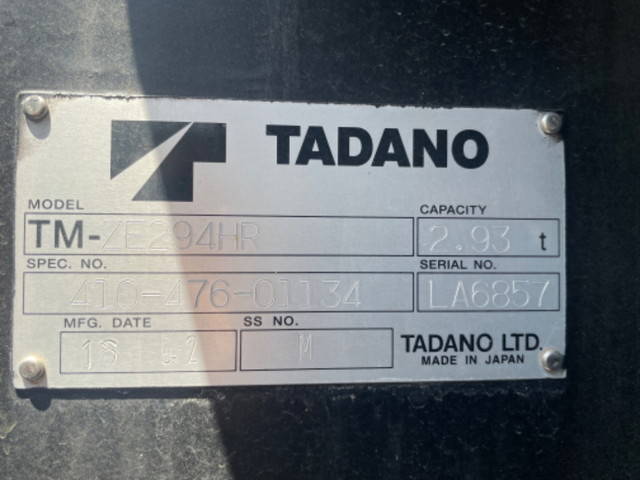 TADANO
MODEL
TM-ZE294HR
CAPACITY
2.93 t
SPEC. NO.
410-476-01134
SERIAL NO.
LA6857
MFG. DATE
SS NO.
M
TADANO LTD.
MADE IN JAPAN